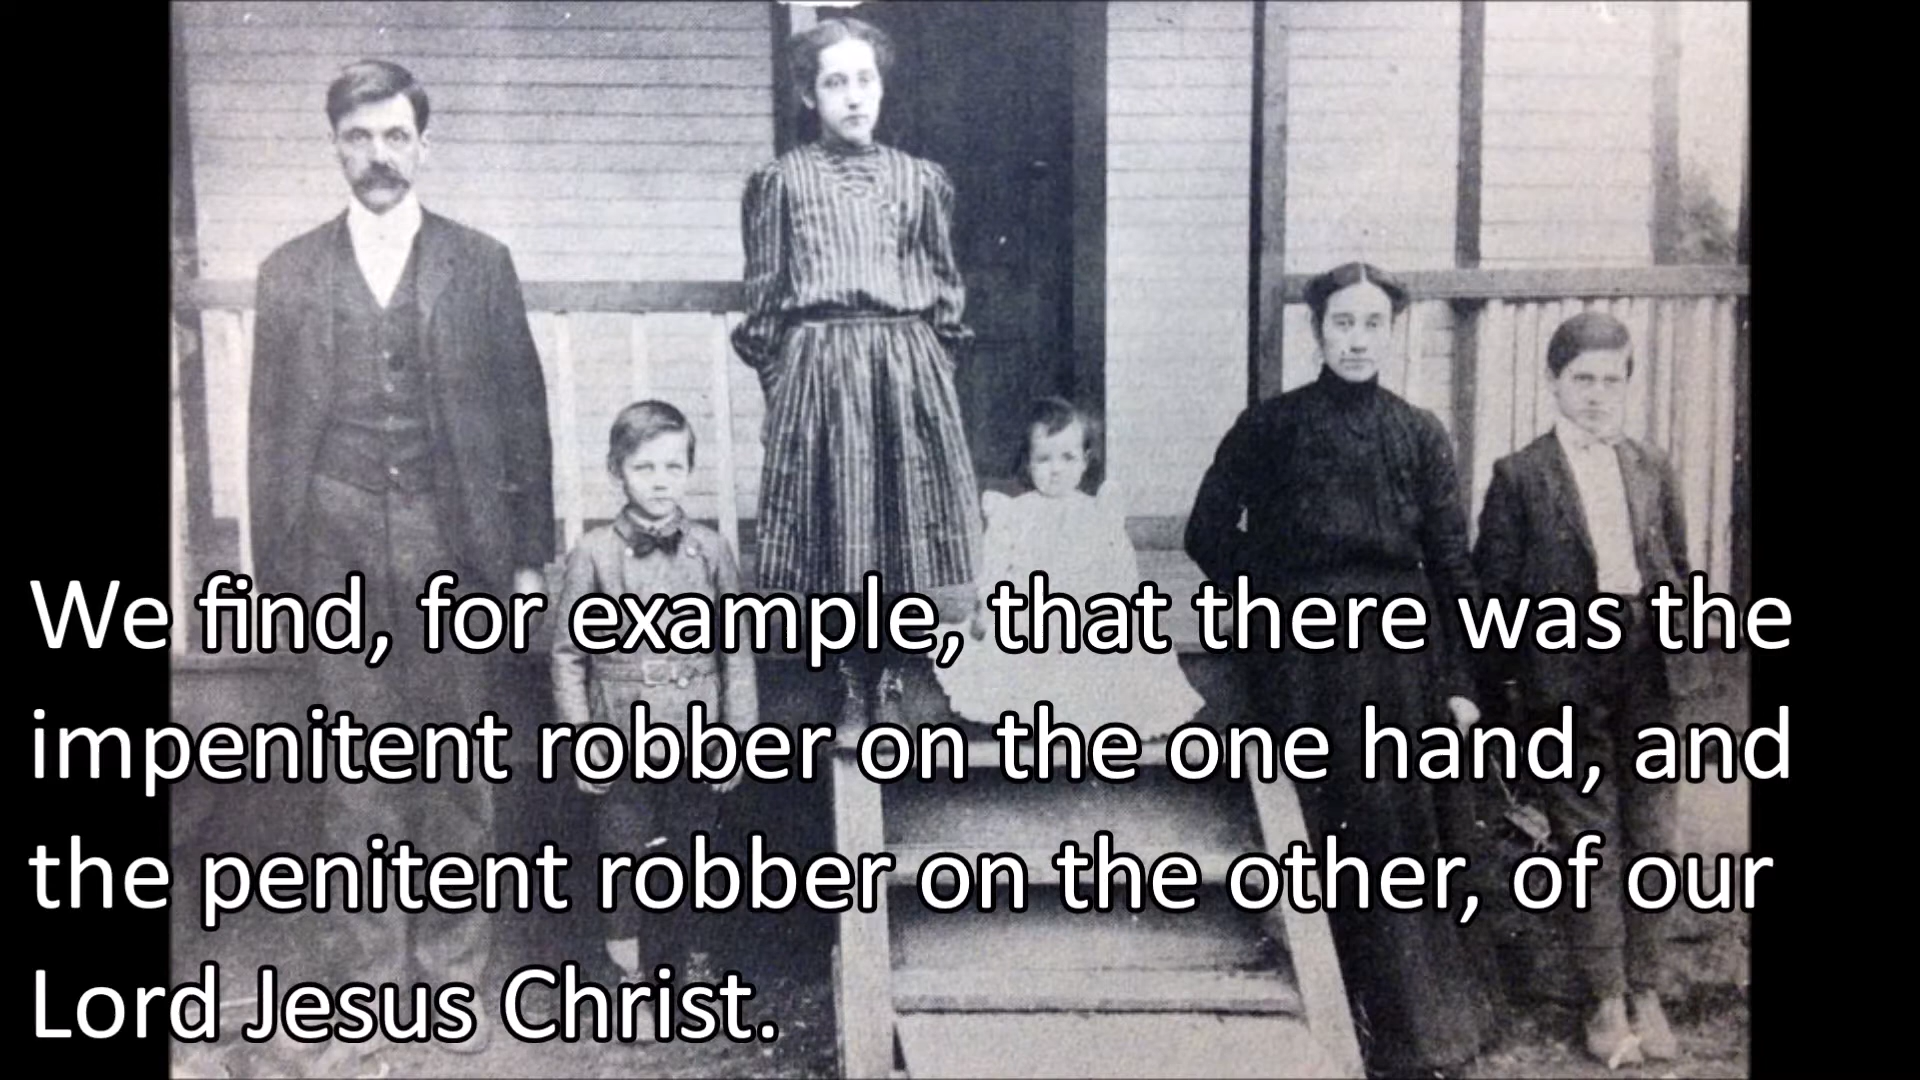 We find, for example, that there was the
impenitent robber on the one hand, and
the penitent robber on the other, of our
Lord Jesus Christ.